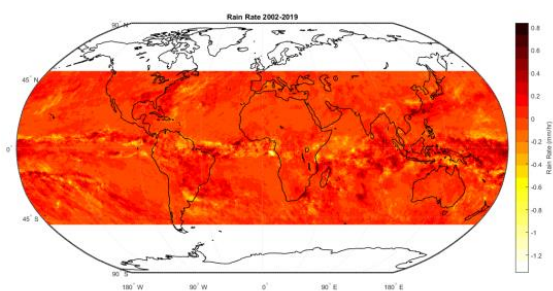 Rain Rate 2002-2019
90° N
45° N
0°
45° S
90° S
180° W
90° W
0°
90° E
180° E
0.8
0.6
0.4
0.2
0
-0.2
-0.4
-0.6
-0.8
-1
-1.2
Rain Rate (mm/hr)